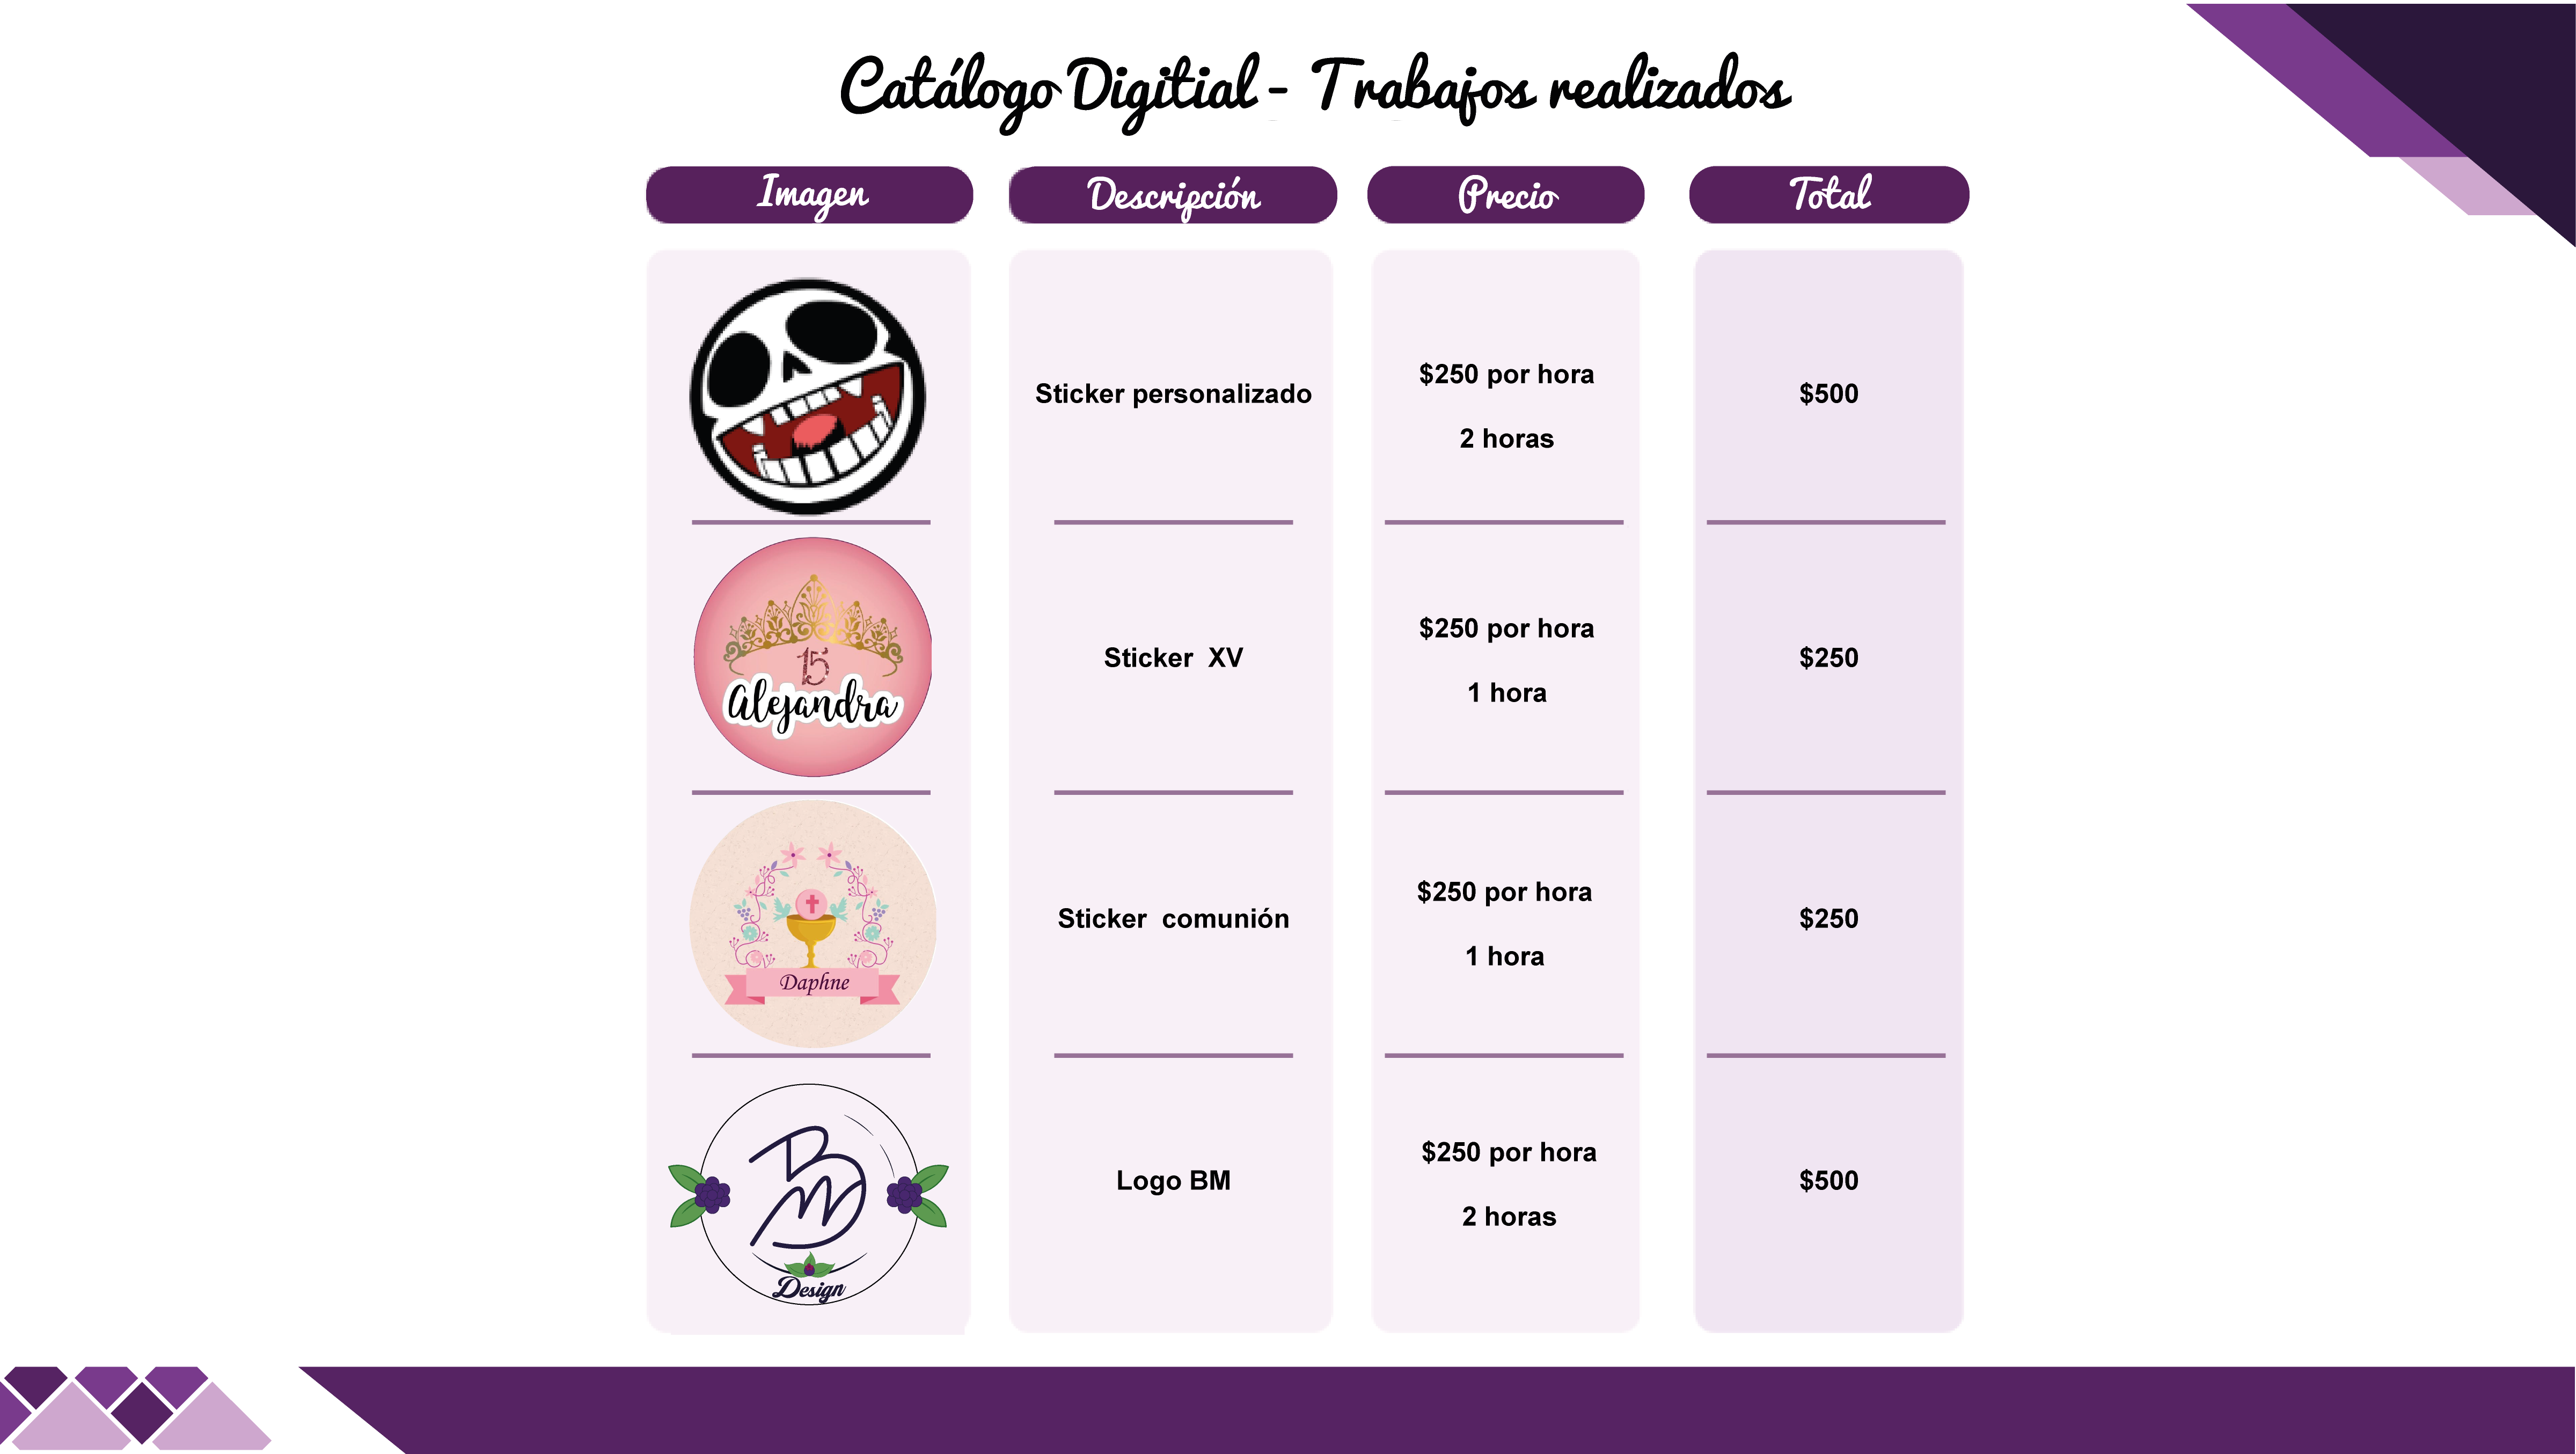 Catálogo Digitial - Trabajos realizados
Imagen
Descripción
Precio
Total
Sticker personalizado
$250 por hora
2 horas
$500
15
Alejandra
Sticker XV
$250 por hora
1 hora
$250
Daphne
Sticker comunión
$250 por hora
1 hora
$250
BM
Design
Logo BM
$250 por hora
2 horas
$500